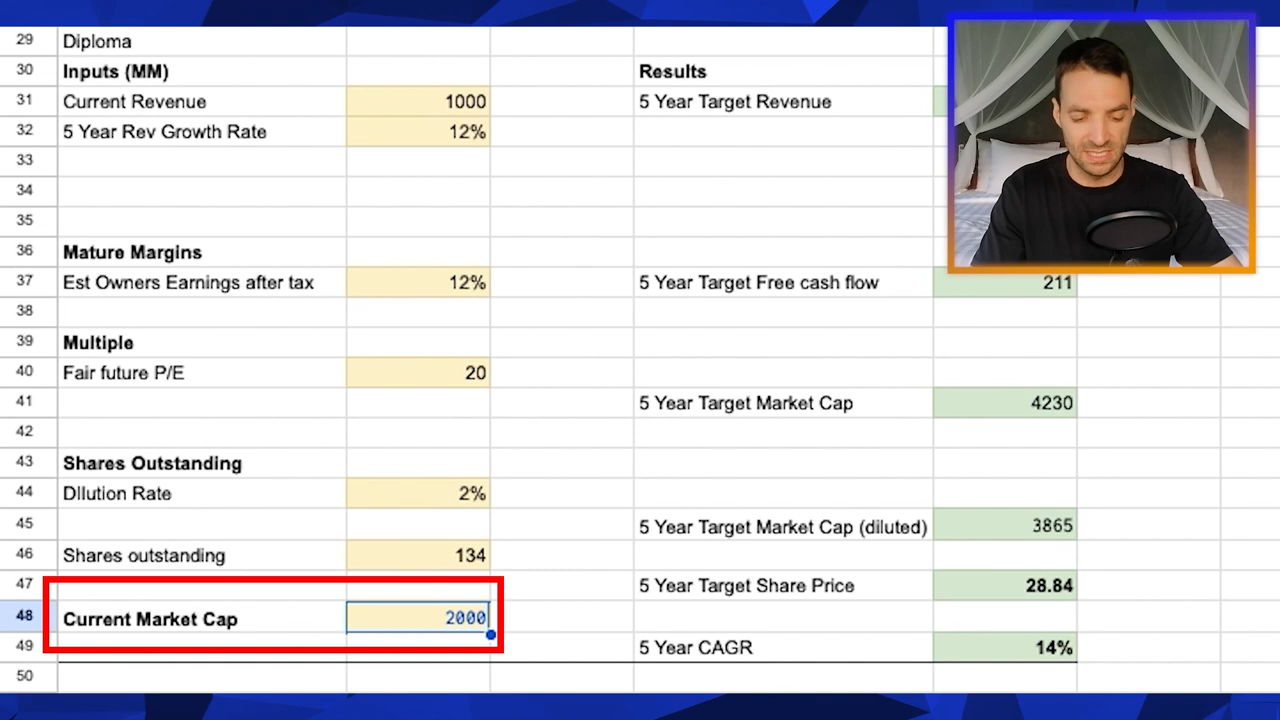 29 Diploma
30 Inputs (MM) Results
31 Current Revenue 1000 5 Year Target Revenue
32 5 Year Rev Growth Rate 12%
33
34
35
36 Mature Margins
37 Est Owners Earnings after tax 12% 5 Year Target Free cash flow 211
38
39 Multiple
40 Fair future P/E 20
41 5 Year Target Market Cap 4230
42
43 Shares Outstanding
44 DIlution Rate 2%
45 5 Year Target Market Cap (diluted) 3865
46 Shares outstanding 134
47 5 Year Target Share Price 28.84
48 Current Market Cap 2000
49 5 Year CAGR 14%
50